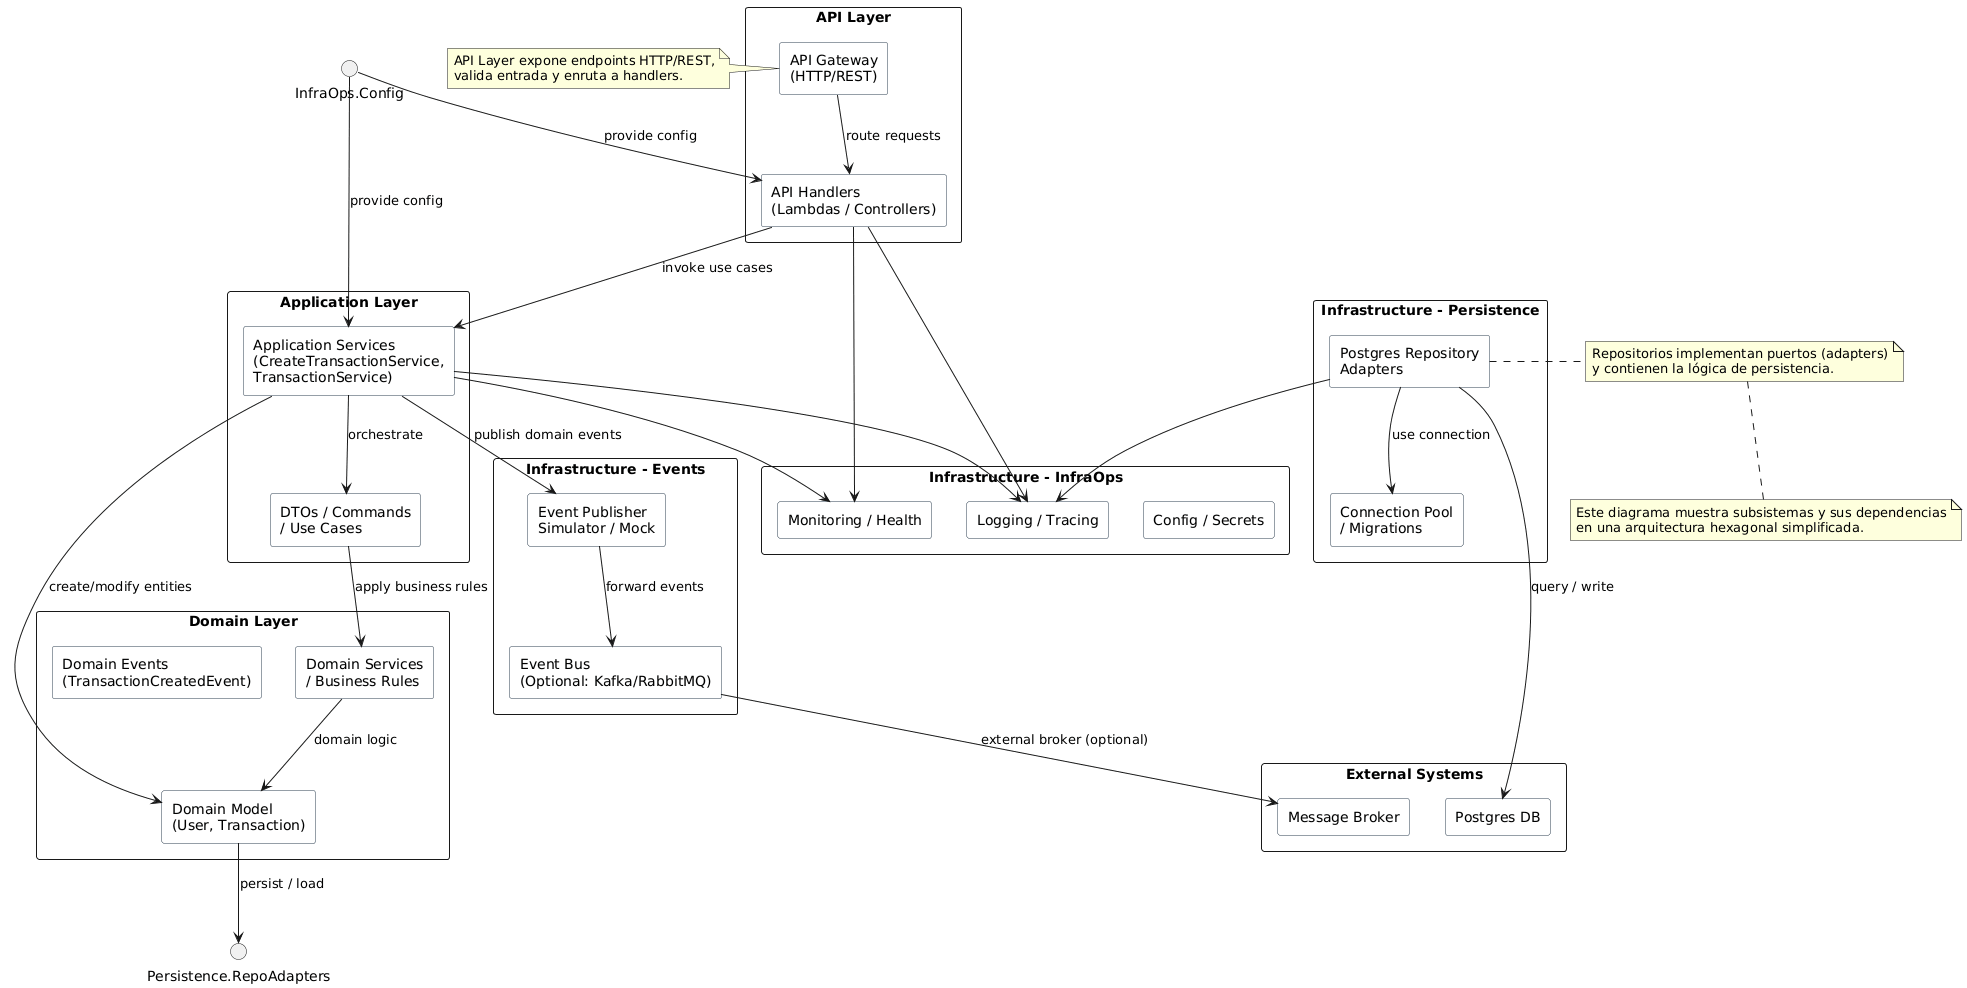 API Layer
API Gateway
(HTTP/REST)
API Layer expone endpoints HTTP/REST,
valida entrada y enruta a handlers.
InfraOps.Config
provide config
route requests
API Handlers
(Lambdas / Controllers)
provide config
invoke use cases
Application Layer
Application Services
(CreateTransactionService,
TransactionService)
orchestrate
publish domain events
DTOs / Commands
/ Use Cases
Infrastructure - Persistence
Postgres Repository
Adapters
Repositorios implementan puertos (adapters)
y contienen la lógica de persistencia.
use connection
Connection Pool
/ Migrations
Este diagrama muestra subsistemas y sus dependencias
en una arquitectura hexagonal simplificada.
Infrastructure - Events
Event Publisher
Simulator / Mock
Infrastructure - InfraOps
Monitoring / Health
Logging / Tracing
Config / Secrets
create/modify entities
apply business rules
forward events
query / write
Domain Layer
Domain Events
(TransactionCreatedEvent)
Domain Services
/ Business Rules
Event Bus
(Optional: Kafka/RabbitMQ)
domain logic
external broker (optional)
External Systems
Message Broker
Postgres DB
Domain Model
(User, Transaction)
persist / load
Persistence.RepoAdapters